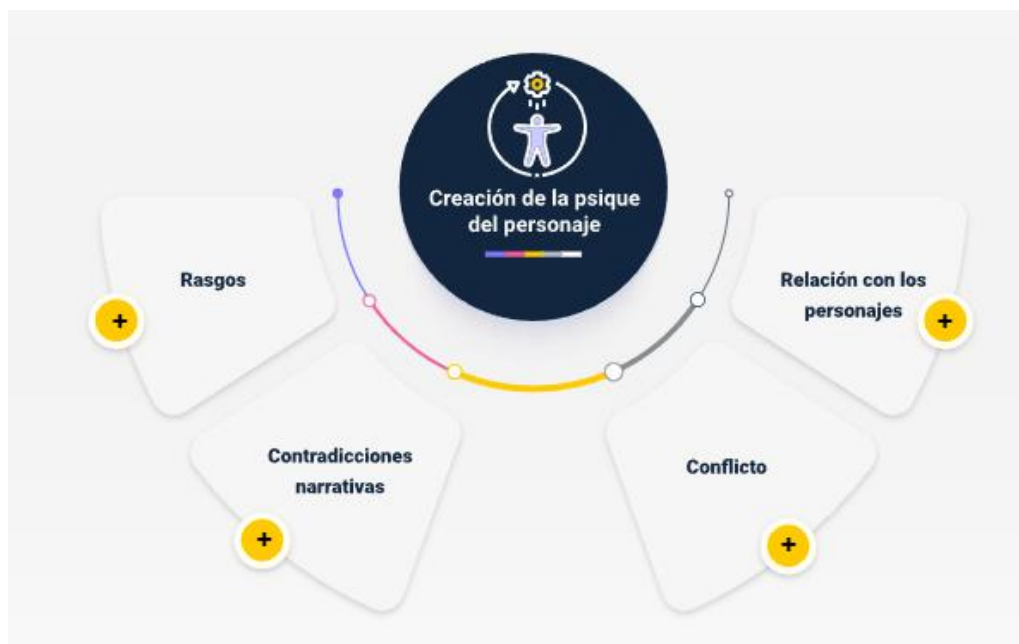 Creación de la psique
del personaje
Rasgos
+
Contradicciones
narrativas
+
Conflicto
+
Relación con los
personajes
+